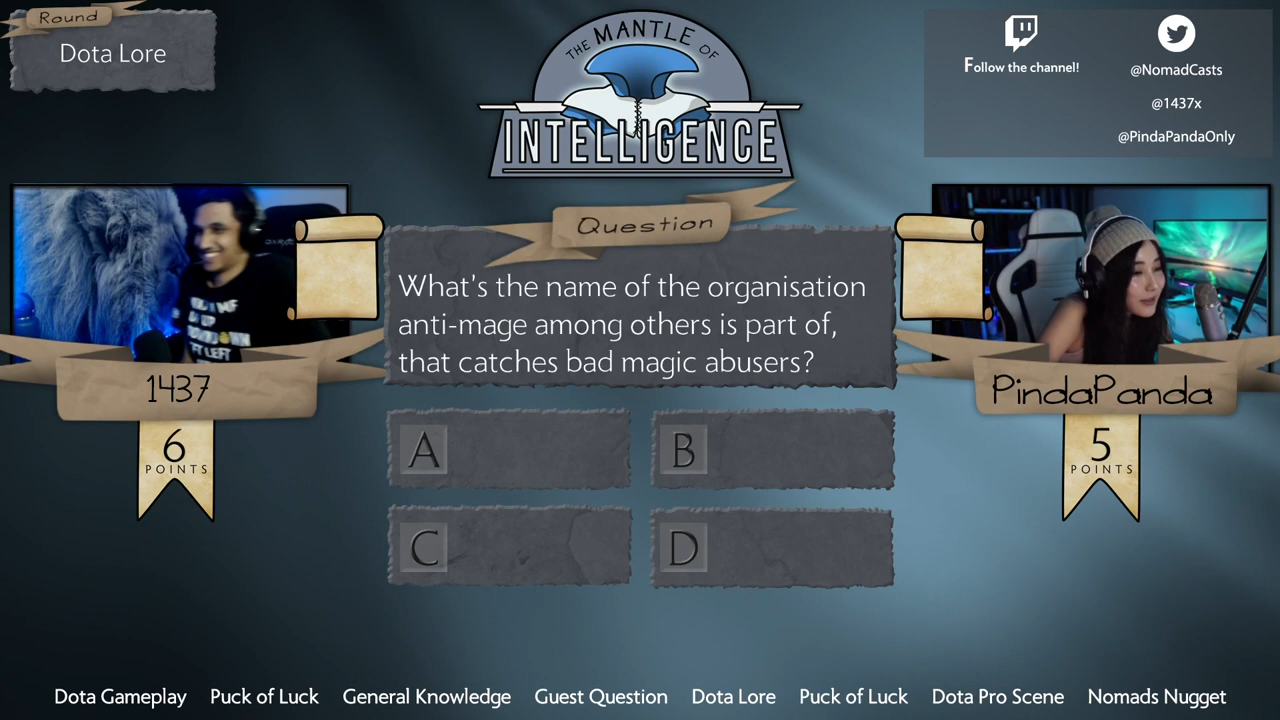 Round
Dota Lore
THE MANTLE OF
INTELLIGENCE
Follow the channel!
@NomadCasts
@1437x
@PindaPandaOnly
Question
What's the name of the organisation
anti-mage among others is part of,
that catches bad magic abusers?
1437
6
POINTS
PindaPanda
5
POINTS
A
B
C
D
Dota Gameplay Puck of Luck General Knowledge Guest Question Dota Lore Puck of Luck Dota Pro Scene Nomads Nugget